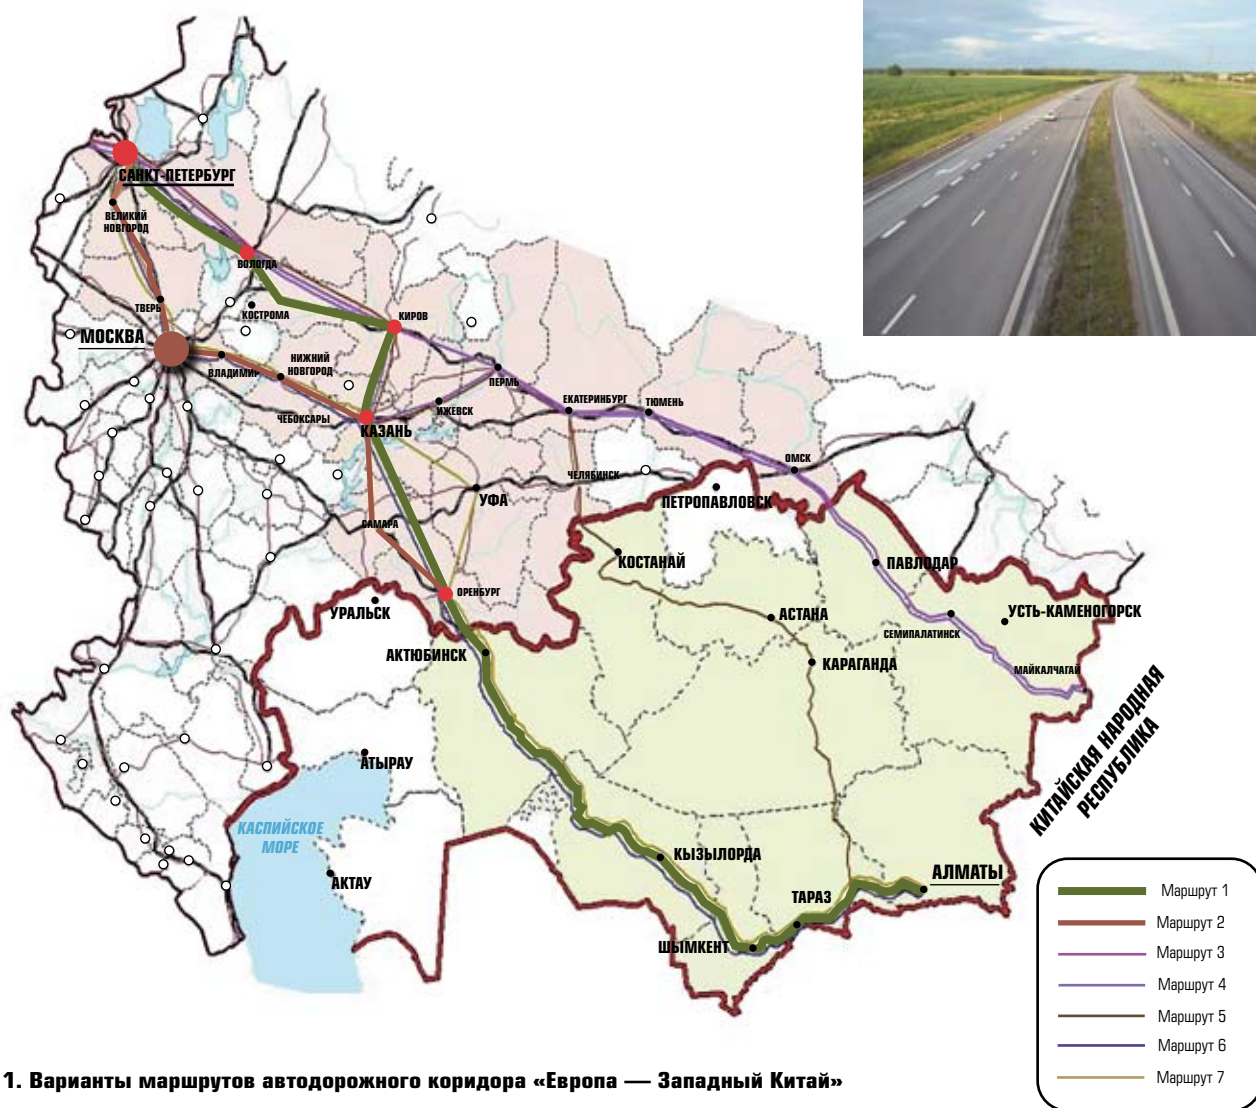 САНКТ-ПЕТЕРБУРГ
ВЕЛИКИЙ
НОВГОРОД
ВОЛОГДА
ТВЕРЬ
КОСТРОМА
КИРОВ
МОСКВА
ВЛАДИМИР
НИЖНИЙ
НОВГОРОД
ПЕРМЬ
ЧЕБОКСАРЫ
ИЖЕВСК
ЕКАТЕРИНБУРГ
ТЮМЕНЬ
КАЗАНЬ
ОМСК
ЧЕЛЯБИНСК
УФА
ПЕТРОПАВЛОВСК
САМАРА
КОСТАНАЙ
ПАВЛОДАР
ОРЕНБУРГ
УРАЛЬСК
АСТАНА
УСТЬ-КАМЕНОГОРСК
СЕМИПАЛАТИНСК
АКТЮБИНСК
КАРАГАНДА
МАЙКАЛЧАГАЙ
КИТАЙСКАЯ НАРОДНАЯ
РЕСПУБЛИКА
АТЫРАУ
КАСПИЙСКОЕ
МОРЕ
КЫЗЫЛОРДА
АКТАУ
АЛМАТЫ
ТАРАЗ
ШЫМКЕНТ
Маршрут 1
Маршрут 2
Маршрут 3
Маршрут 4
Маршрут 5
Маршрут 6
Маршрут 7
1. Варианты маршрутов автодорожного коридора «Европа — Западный Китай»